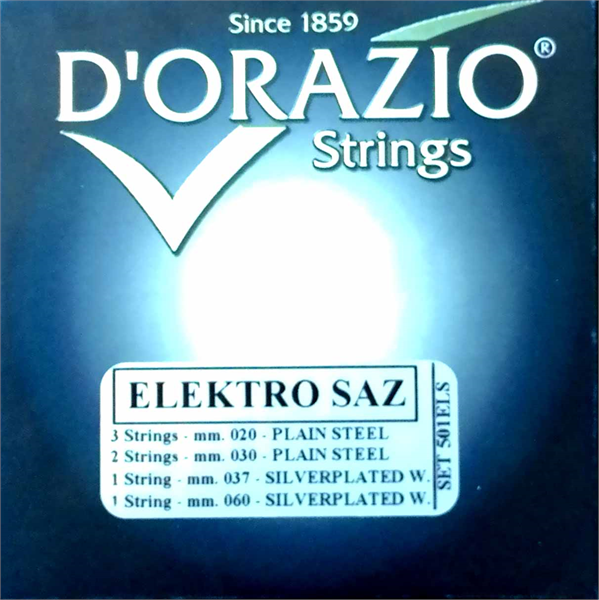 Since 1859
D'ORAZIO®
Strings
ELEKTRO SAZ
3 Strings - mm. 020 - PLAIN STEEL
2 Strings - mm. 030 - PLAIN STEEL
1 String - mm. 037 - SILVERPLATED W.
1 String - mm. 060 - SILVERPLATED W.
SET 501ELS